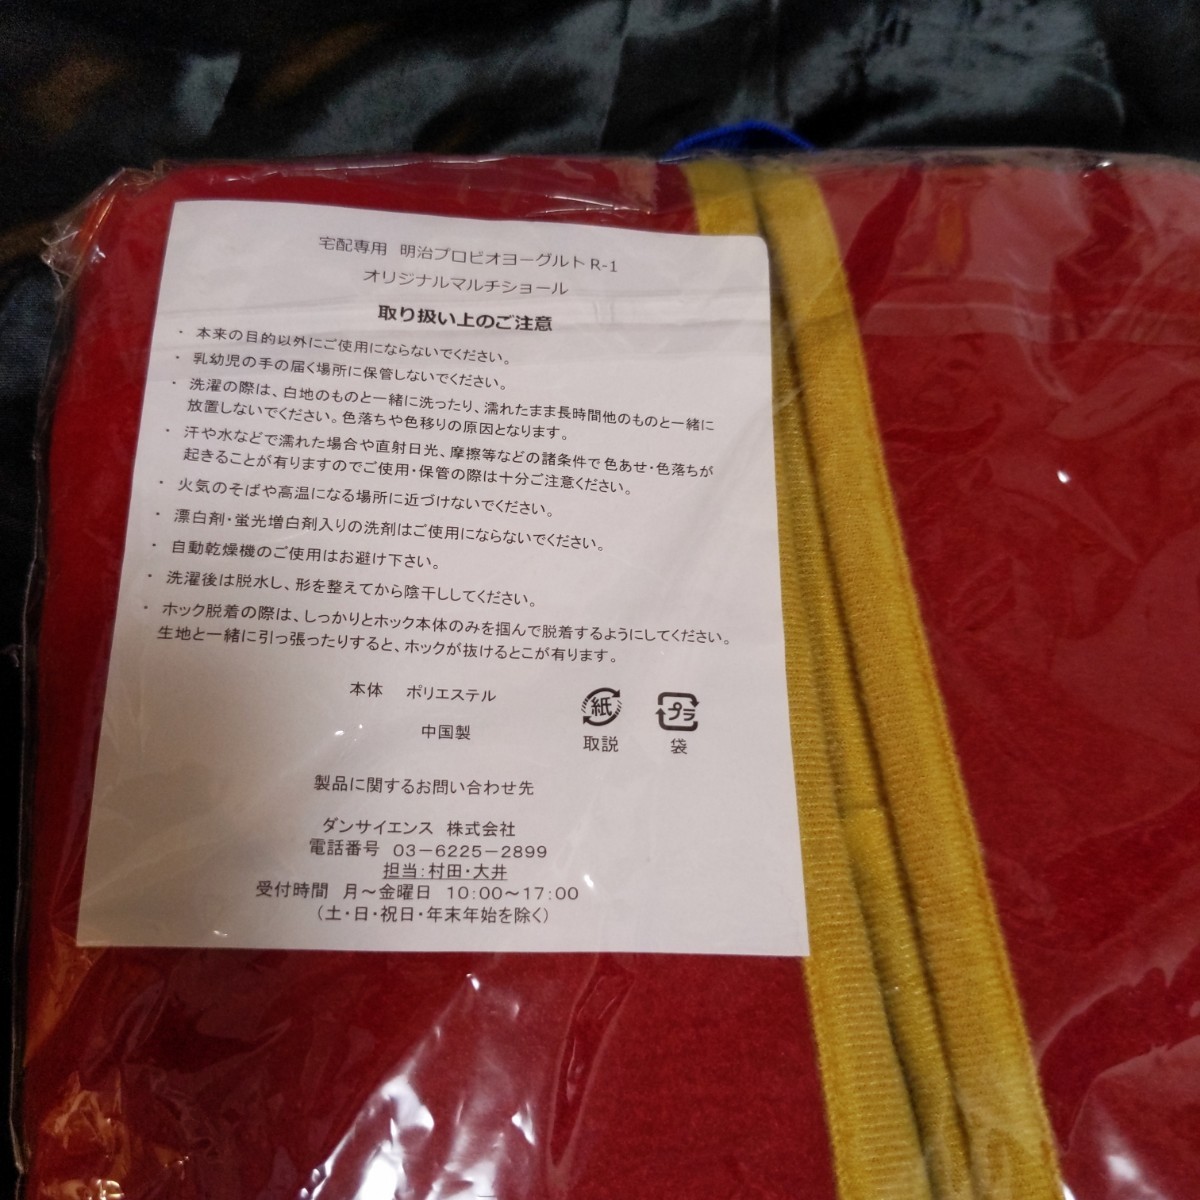 宅配専用 明治プロビオヨーグルト R-1
オリジナルマルチショール
取り扱い上のご注意
・ 本来の目的以外にご使用にならないでください。
・ 乳幼児の手の届く場所に保管しないでください。
・ 洗濯の際は、白地のものと一緒に洗ったり、濡れたまま長時間他のものと一緒に
放置しないでください。色落ちや色移りの原因となります。
・ 汗や水などで濡れた場合や直射日光、摩擦等などの諸条件で色あせ・色落ちが
起きることが有りますのでご使用・保管の際は十分ご注意ください。
・ 火気のそばや高温になる場所に近づけないでください。
・ 漂白剤・蛍光増白剤入りの洗剤はご使用にならないでください。
・ 自動乾燥機のご使用はお避け下さい。
・ 洗濯後は脱水し、形を整えてから陰干ししてください。
・ ホック脱着の際は、しっかりとホック本体のみを掴んで脱着するようにしてください。
生地と一緒に引っ張ったりすると、ホックが抜けるとこが有ります。
本体 ポリエステル
中国製
紙
取説
プラ
袋
製品に関するお問い合わせ先
ダンサイエンス 株式会社
電話番号 03-6225-2899
担当:村田・大井
受付時間 月～金曜日 10:00～17:00
(土・日・祝日・年末年始を除く)